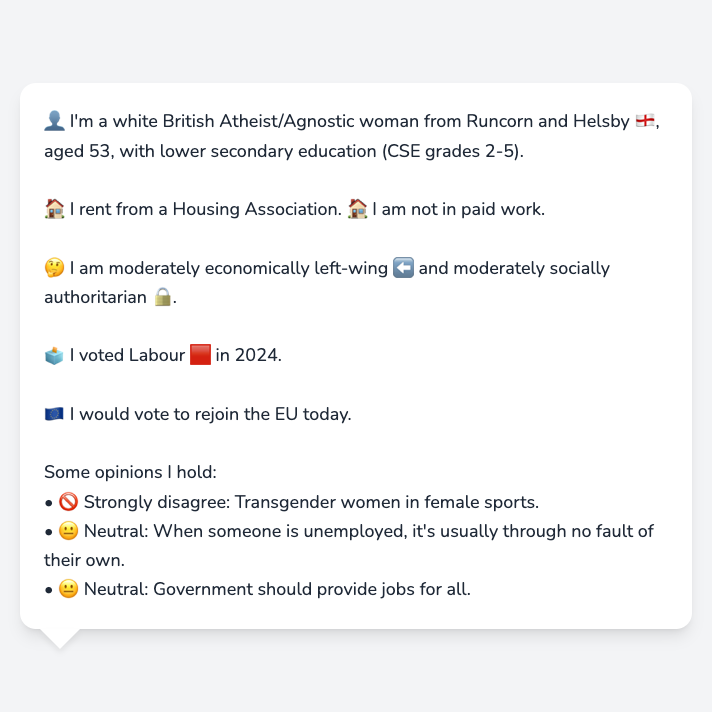 👤 I'm a white British Atheist/Agnostic woman from Runcorn and Helsby 🏴󠁧󠁢󠁥󠁮󠁧󠁿,
aged 53, with lower secondary education (CSE grades 2-5).
🏠 I rent from a Housing Association. 🏠 I am not in paid work.
🤔 I am moderately economically left-wing ⬅️ and moderately socially
authoritarian 🔒.
🗳️ I voted Labour 🟥 in 2024.
🇪🇺 I would vote to rejoin the EU today.
Some opinions I hold:
• 🚫 Strongly disagree: Transgender women in female sports.
• 😐 Neutral: When someone is unemployed, it's usually through no fault of
their own.
• 😐 Neutral: Government should provide jobs for all.